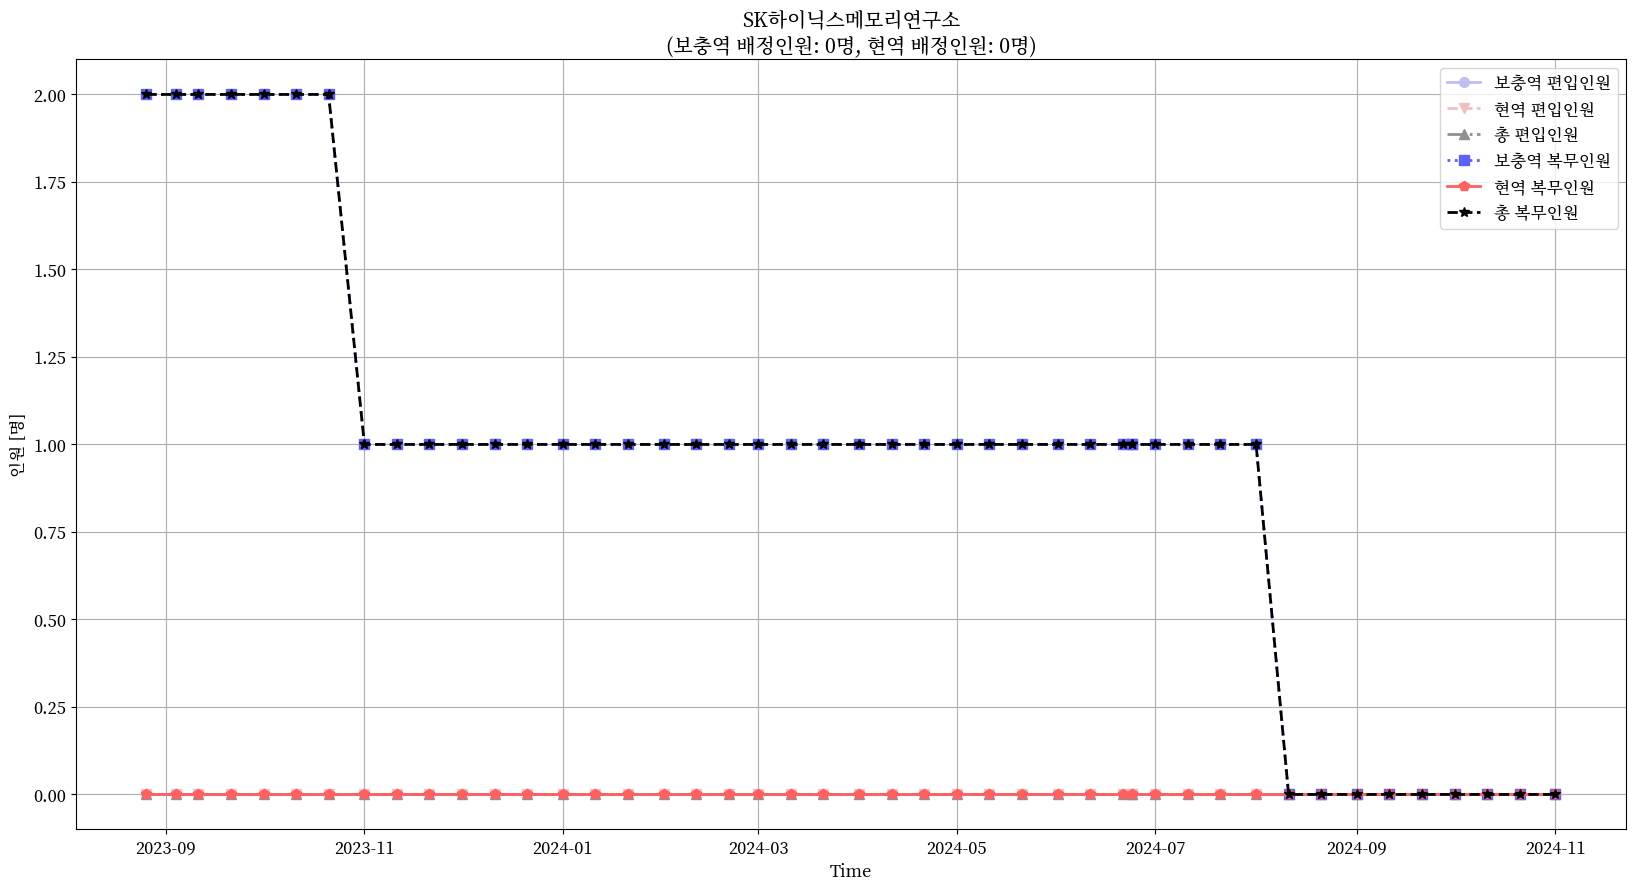 SK하이닉스메모리연구소
(보충역 배정인원: 0명, 현역 배정인원: 0명)
보충역 편입인원
현역 편입인원
총 편입인원
보충역 복무인원
현역 복무인원
총 복무인원
인원 [명]
2.00
1.75
1.50
1.25
1.00
0.75
0.50
0.25
0.00
2023-09
2023-11
2024-01
2024-03
2024-05
2024-07
2024-09
2024-11
Time